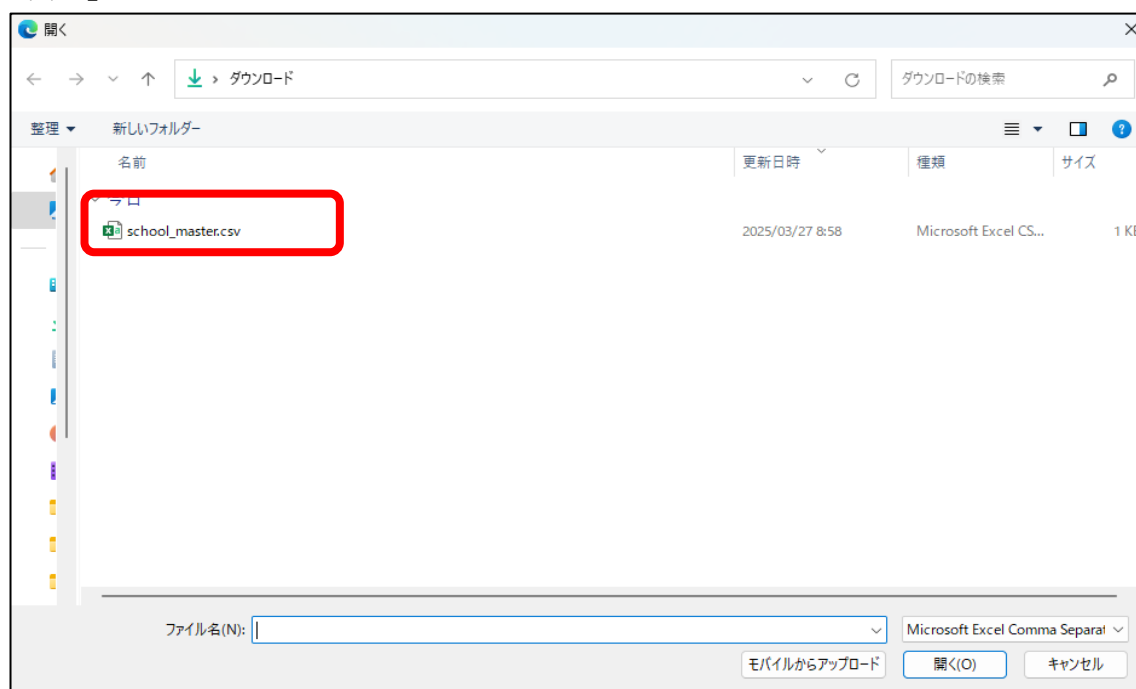 開く
ダウンロード
ダウンロードの検索
整理
新しいフォルダー
名前 更新日時 種類 サイズ
今日
school_master.csv 2025/03/27 8:58 Microsoft Excel CS... 1 KE
ファイル名(N):
Microsoft Excel Comma Separat
モバイルからアップロード 開く(O) キャンセル